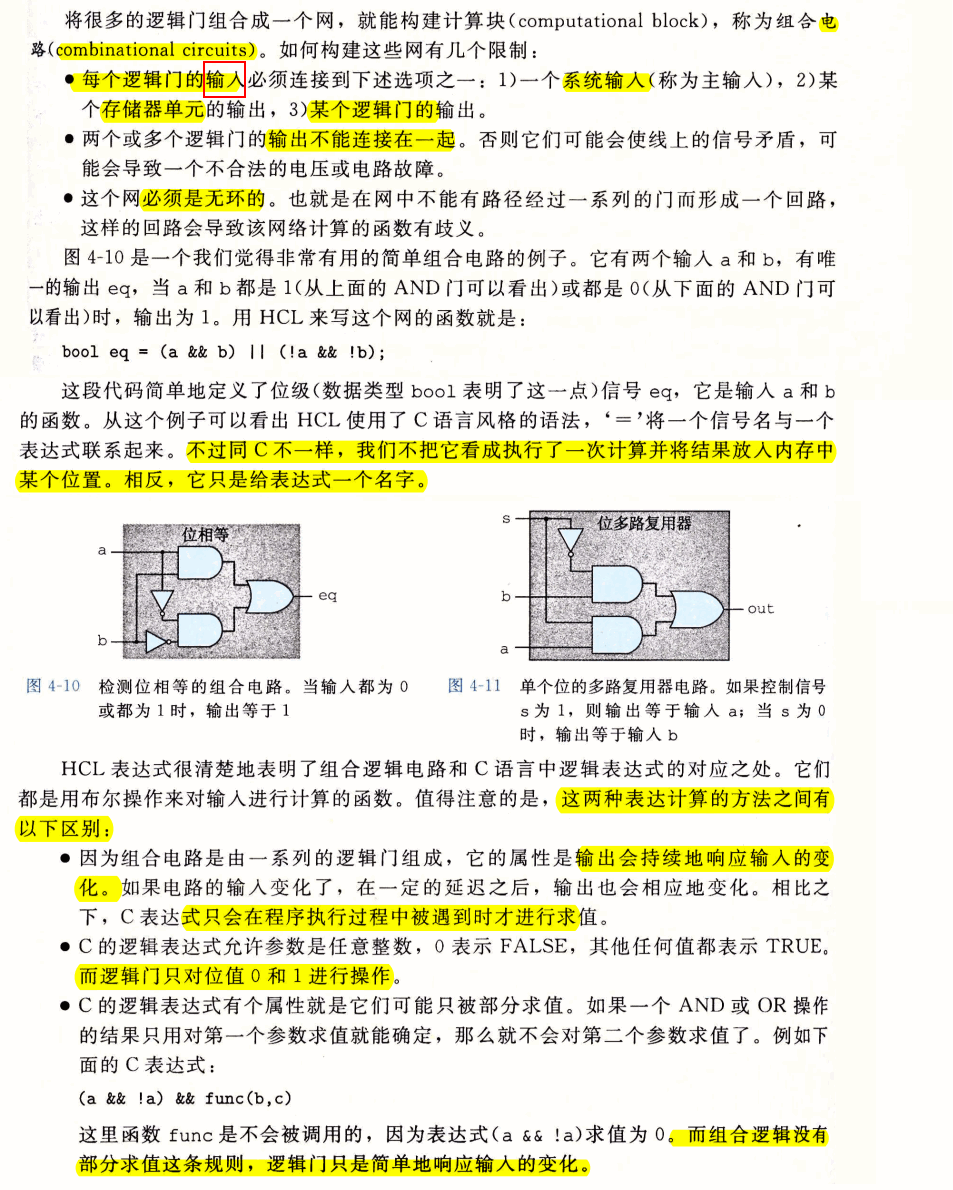 将很多的逻辑门组合成一个网，就能构建计算块(computational block)，称为组合电
路(combinational circuits)。如何构建这些网有几个限制：
● 每个逻辑门的输入必须连接到下述选项之一：1)一个系统输入(称为主输入)，2)某
个存储器单元的输出，3)某个逻辑门的输出。
● 两个或多个逻辑门的输出不能连接在一起。否则它们可能会使线上的信号矛盾，可
能会导致一个不合法的电压或电路故障。
● 这个网必须是无环的。也就是在网中不能有路径经过一系列的门而形成一个回路，
这样的回路会导致该网络计算的函数有歧义。
图 4-10 是一个我们觉得非常有用的简单组合电路的例子。它有两个输入 a 和 b，有唯
一的输出 eq，当 a 和 b 都是 1(从上面的 AND 门可以看出)或都是 0(从下面的 AND 门可
以看出)时，输出为 1。用 HCL 来写这个网的函数就是：
bool eq = (a && b) || (!a && !b);
这段代码简单地定义了位级(数据类型 bool 表明了这一点)信号 eq，它是输入 a 和 b
的函数。从这个例子可以看出 HCL 使用了 C 语言风格的语法，‘＝’将一个信号名与一个
表达式联系起来。不过同 C 不一样，我们不把它看成执行了一次计算并将结果放入内存中
某个位置。相反，它只是给表达式一个名字。
位相等
a
b
eq
位多路复用器
s
b
a
out
图 4-10 检测位相等的组合电路。当输入都为 0
或都为 1 时，输出等于 1
图 4-11 单个位的多路复用器电路。如果控制信号
s 为 1，则输出等于输入 a；当 s 为 0
时，输出等于输入 b
HCL 表达式很清楚地表明了组合逻辑电路和 C 语言中逻辑表达式的对应之处。它们
都是用布尔操作来对输入进行计算的函数。值得注意的是，这两种表达计算的方法之间有
以下区别：
● 因为组合电路是由一系列的逻辑门组成，它的属性是输出会持续地响应输入的变
化。如果电路的输入变化了，在一定的延迟之后，输出也会相应地变化。相比之
下，C 表达式只会在程序执行过程中被遇到时才进行求值。
● C 的逻辑表达式允许参数是任意整数，0 表示 FALSE，其他任何值都表示 TRUE。
而逻辑门只对位值 0 和 1 进行操作。
● C 的逻辑表达式有个属性就是它们可能只被部分求值。如果一个 AND 或 OR 操作
的结果只用对第一个参数求值就能确定，那么就不会对第二个参数求值了。例如下
面的 C 表达式：
(a && !a) && func(b,c)
这里函数 func 是不会被调用的，因为表达式(a && !a)求值为 0。而组合逻辑没有
部分求值这条规则，逻辑门只是简单地响应输入的变化。